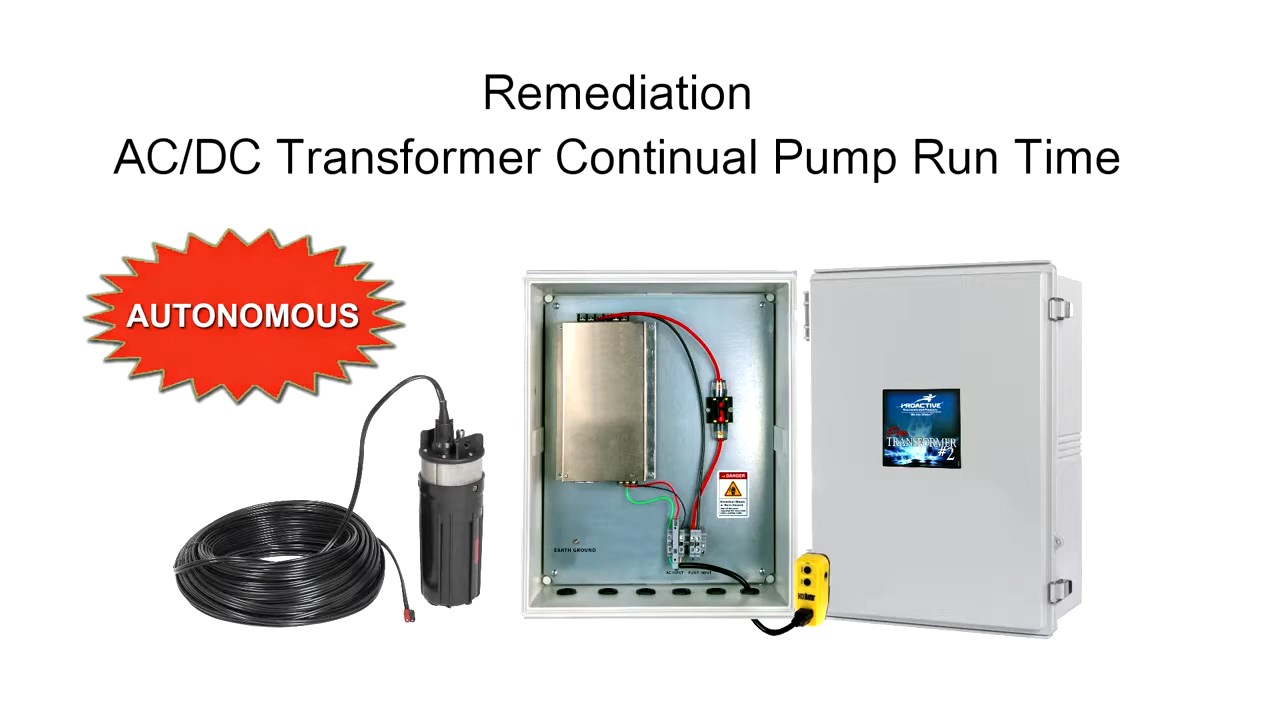 Remediation
AC/DC Transformer Continual Pump Run Time
AUTONOMOUS
PROACTIVE
TRANSFORMER
#2
DANGER
EARTH GROUND